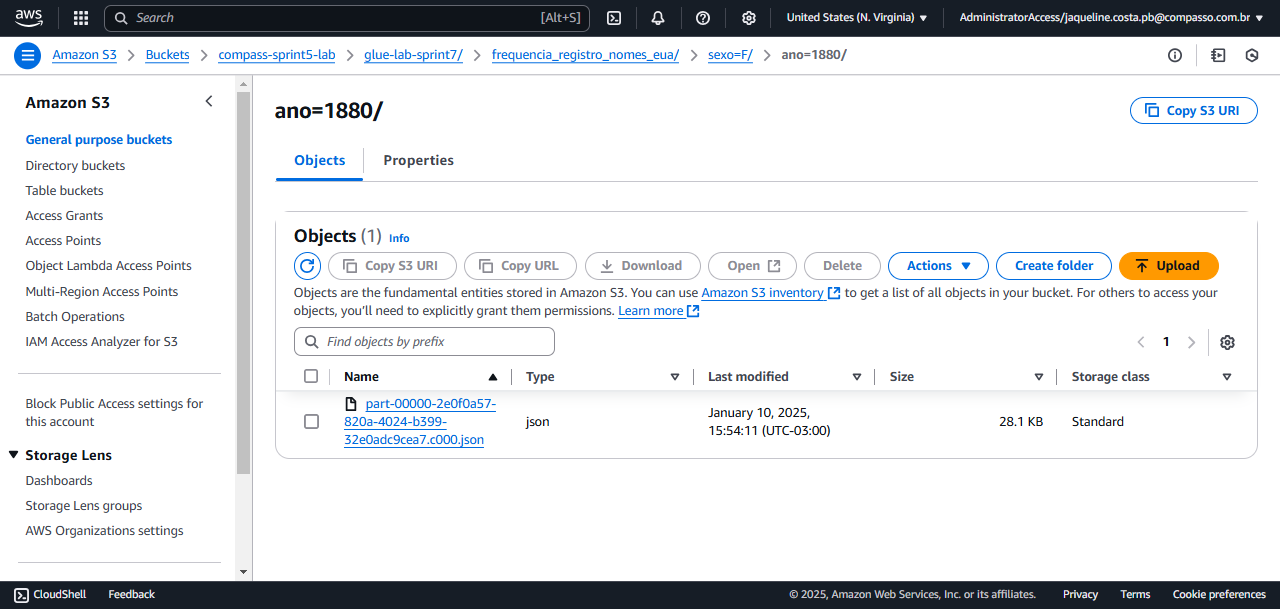 aws
Search [Alt+S] United States (N. Virginia) AdministratorAccess/jaqueline.costa.pb@compasso.com.br
Amazon S3 Buckets compass-sprint5-lab glue-lab-sprint7/ frequencia_registro_nomes_eua/ sexo=F/ ano=1880/
Amazon S3
General purpose buckets
Directory buckets
Table buckets
Access Grants
Access Points
Object Lambda Access Points
Multi-Region Access Points
Batch Operations
IAM Access Analyzer for S3
Block Public Access settings for
this account
Storage Lens
Dashboards
Storage Lens groups
AWS Organizations settings
ano=1880/
Copy S3 URI
Objects Properties
Objects (1) Info
Copy S3 URI Copy URL Download Open Delete Actions Create folder Upload
Objects are the fundamental entities stored in Amazon S3. You can use Amazon S3 inventory to get a list of all objects in your bucket. For others to access your
objects, you'll need to explicitly grant them permissions. Learn more
Find objects by prefix
1
Name Type Last modified Size Storage class
part-00000-2e0f0a57-
820a-4024-b399-
32e0adc9cea7.c000.json
json
January 10, 2025,
15:54:11 (UTC-03:00)
28.1 KB
Standard
CloudShell Feedback © 2025, Amazon Web Services, Inc. or its affiliates. Privacy Terms Cookie preferences